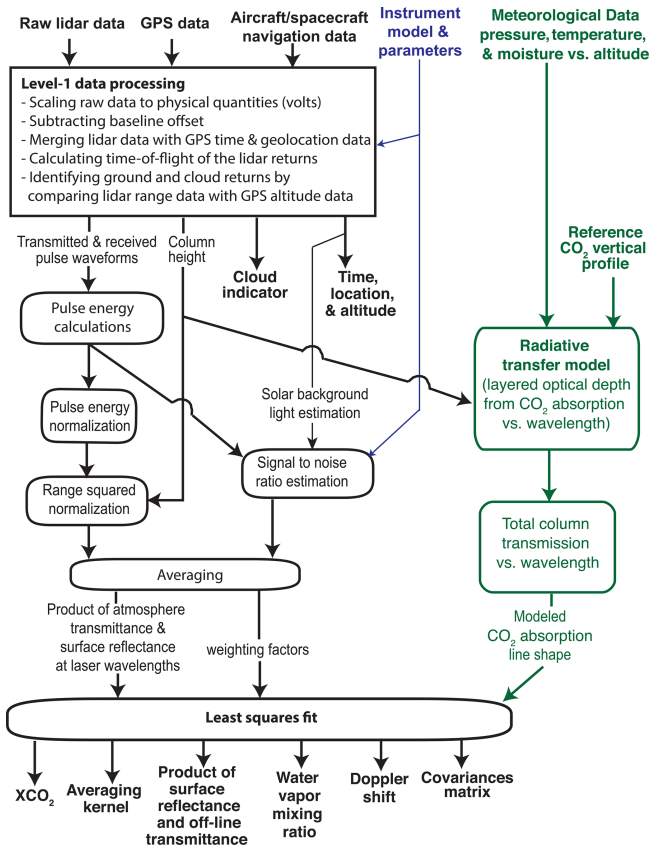 Raw lidar data
GPS data
Aircraft/spacecraft
navigation data
Instrument
model &
parameters
Meteorological Data
pressure, temperature,
& moisture vs. altitude
Level-1 data processing
- Scaling raw data to physical quantities (volts)
- Subtracting baseline offset
- Merging lidar data with GPS time & geolocation data
- Calculating time-of-flight of the lidar returns
- Identifying ground and cloud returns by
comparing lidar range data with GPS altitude data
Transmitted & received
pulse waveforms
Column
height
Cloud
indicator
Time,
location,
& altitude
Reference
CO2 vertical
profile
Pulse energy
calculations
Radiative
transfer model
(layered optical depth
from CO2 absorption
vs. wavelength)
Solar background
light estimation
Pulse energy
normalization
Signal to noise
ratio estimation
Range squared
normalization
Total column
transmission
vs. wavelength
Averaging
Product of atmosphere
transmittance &
surface reflectance
at laser wavelengths
weighting factors
Modeled
CO2 absorption
line shape
Least squares fit
XCO2
Averaging
kernel
Product of
surface
reflectance
and off-line
transmittance
Water
vapor
mixing
ratio
Doppler
shift
Covariances
matrix